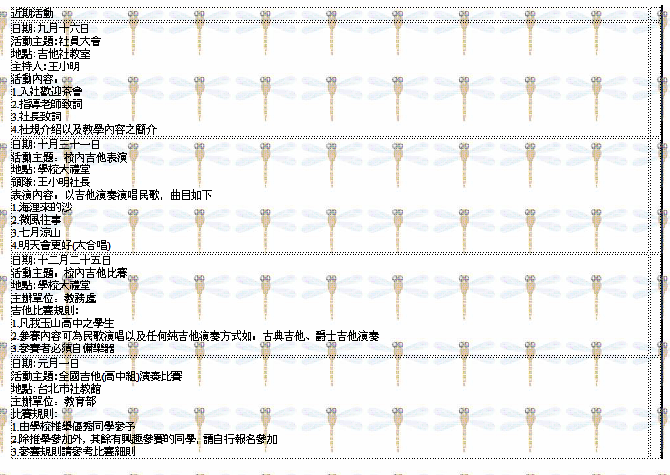 近期活動
日期:九月十六日
活動主題:社員大會
地點:吉他社教室
主持人:王小明
活動內容:
1.入社歡迎茶會
2.指導老師致詞
3.社長致詞
4.社規介紹以及教學內容之簡介
日期:十月三十一日
活動主題:校內吉他表演
地點:學校大禮堂
領隊:王小明社長
表演內容:以吉他演奏演唱民歌,曲目如下
1.海裡來的沙
2.微風往事
3.七月涼山
4.明天會更好(大合唱)
日期:十二月二十五日
活動主題:校內吉他比賽
地點:學校大禮堂
主辦單位:教務處
吉他比賽規則:
1.凡我玉山高中之學生
2.參賽內容可為民歌演唱以及任何純吉他演奏方式如:古典吉他、爵士吉他演奏
3.參賽者必須自備樂器
日期:元月一日
活動主題:全國吉他(高中組)演奏比賽
地點:台北市社教館
主辦單位:教育部
比賽規則:
1.由學校推舉優秀同學參予
2.除推學參加外,其餘有興趣參賽的同學,請自行報名參加
3.參賽規則請參考比賽細則